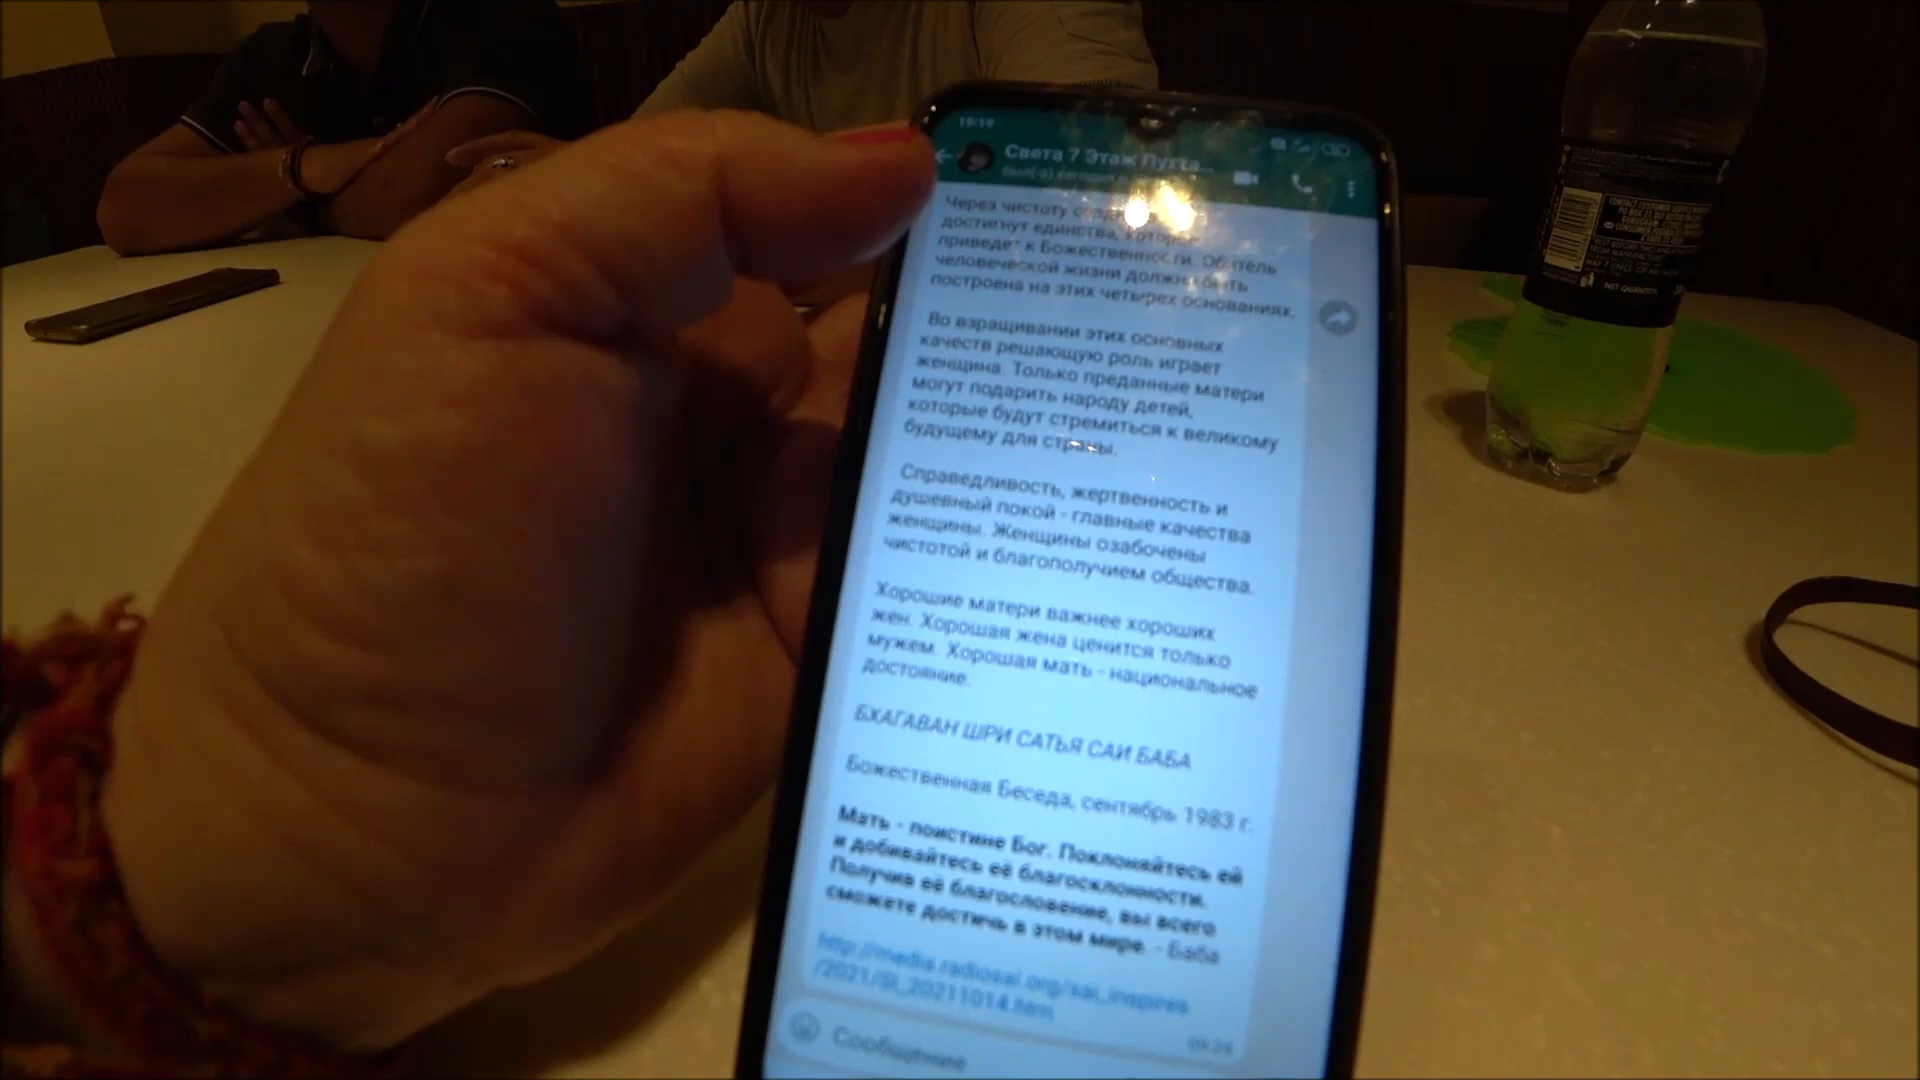 19:19
Света 7 Этаж Путта...
Через чистоту
достигнут единства, которое
приведет к Божественности. Обитель
человеческой жизни должна быть
построена на этих четырех основаниях.
Во взращивании этих основных
качеств решающую роль играет
женщина. Только преданные матери
могут подарить народу детей,
которые будут стремиться к великому
будущему для страны.
Справедливость, жертвенность и
душевный покой - главные качества
женщины. Женщины озабочены
чистотой и благополучием общества.
Хорошие матери важнее хороших
жен. Хорошая жена ценится только
мужем. Хорошая мать - национальное
достояние.
БХАГАВАН ШРИ САТЬЯ САИ БАБА
Божественная Беседа, сентябрь 1983 г.
Мать - поистине Бог. Поклоняйтесь ей
и добивайтесь её благосклонности.
Получив её благословение, вы всего
сможете достичь в этом мире. - Баба
http://media.radiosai.org/sai_inspires
/2021/SI_20211014.htm
Сообщение
NET QUANTITY